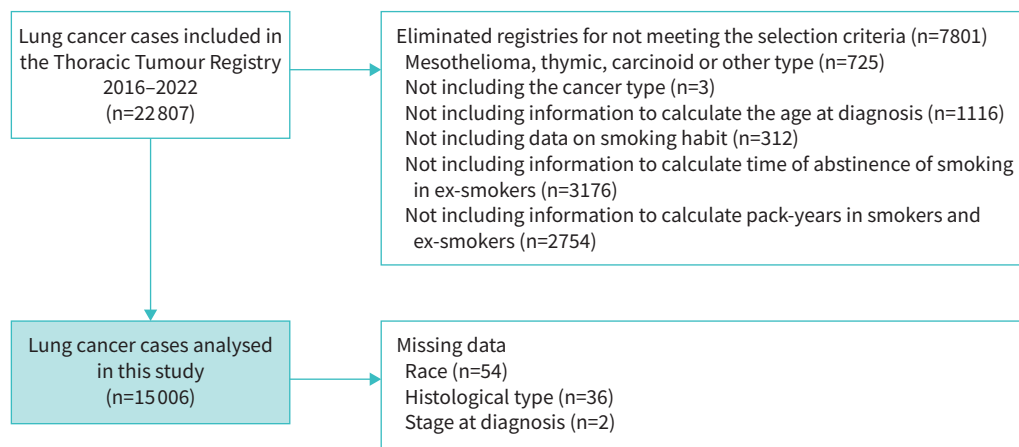 Lung cancer cases included in
the Thoracic Tumour Registry
2016–2022
(n=22 807)
Eliminated registries for not meeting the selection criteria (n=7801)
Mesothelioma, thymic, carcinoid or other type (n=725)
Not including the cancer type (n=3)
Not including information to calculate the age at diagnosis (n=1116)
Not including data on smoking habit (n=312)
Not including information to calculate time of abstinence of smoking
in ex-smokers (n=3176)
Not including information to calculate pack-years in smokers and
ex-smokers (n=2754)
Lung cancer cases analysed
in this study
(n=15 006)
Missing data
Race (n=54)
Histological type (n=36)
Stage at diagnosis (n=2)